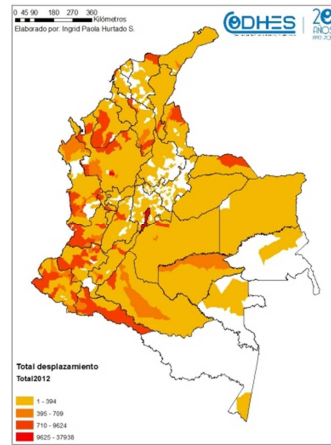 0 45 90 180 270 360
Kilómetros
Elaborado por: Ingrid Paola Hurtado S.
CODHES
AÑOS
Total desplazamiento
Total2012
1 - 394
395 - 709
710 - 9624
9625 - 37938